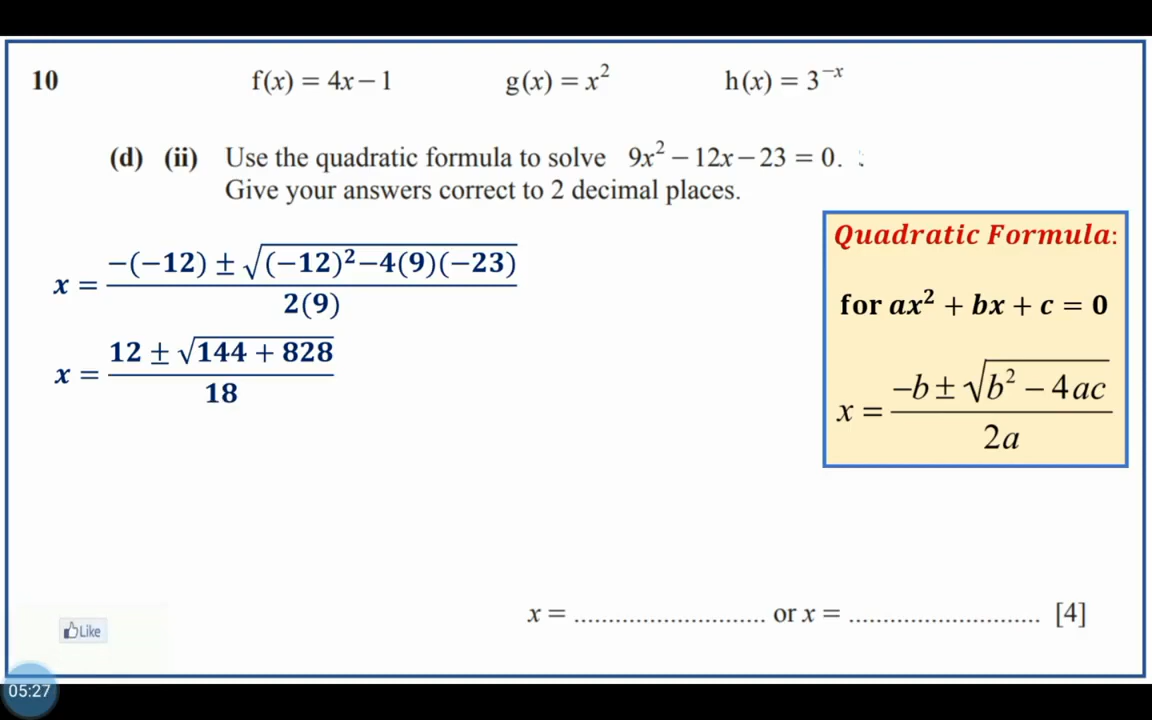 10 f(x) = 4x − 1 g(x) = x² h(x) = 3⁻ˣ
(d) (ii) Use the quadratic formula to solve 9x² − 12x − 23 = 0.
Give your answers correct to 2 decimal places.
x = (−(−12) ± √((−12)² −4(9)(−23))) / 2(9)
x = (12 ± √(144 + 828)) / 18
Quadratic Formula:
for ax² + bx + c = 0
x = (−b ± √(b² − 4ac)) / 2a
x = .......................... or x = .......................... [4]
Like
05:27